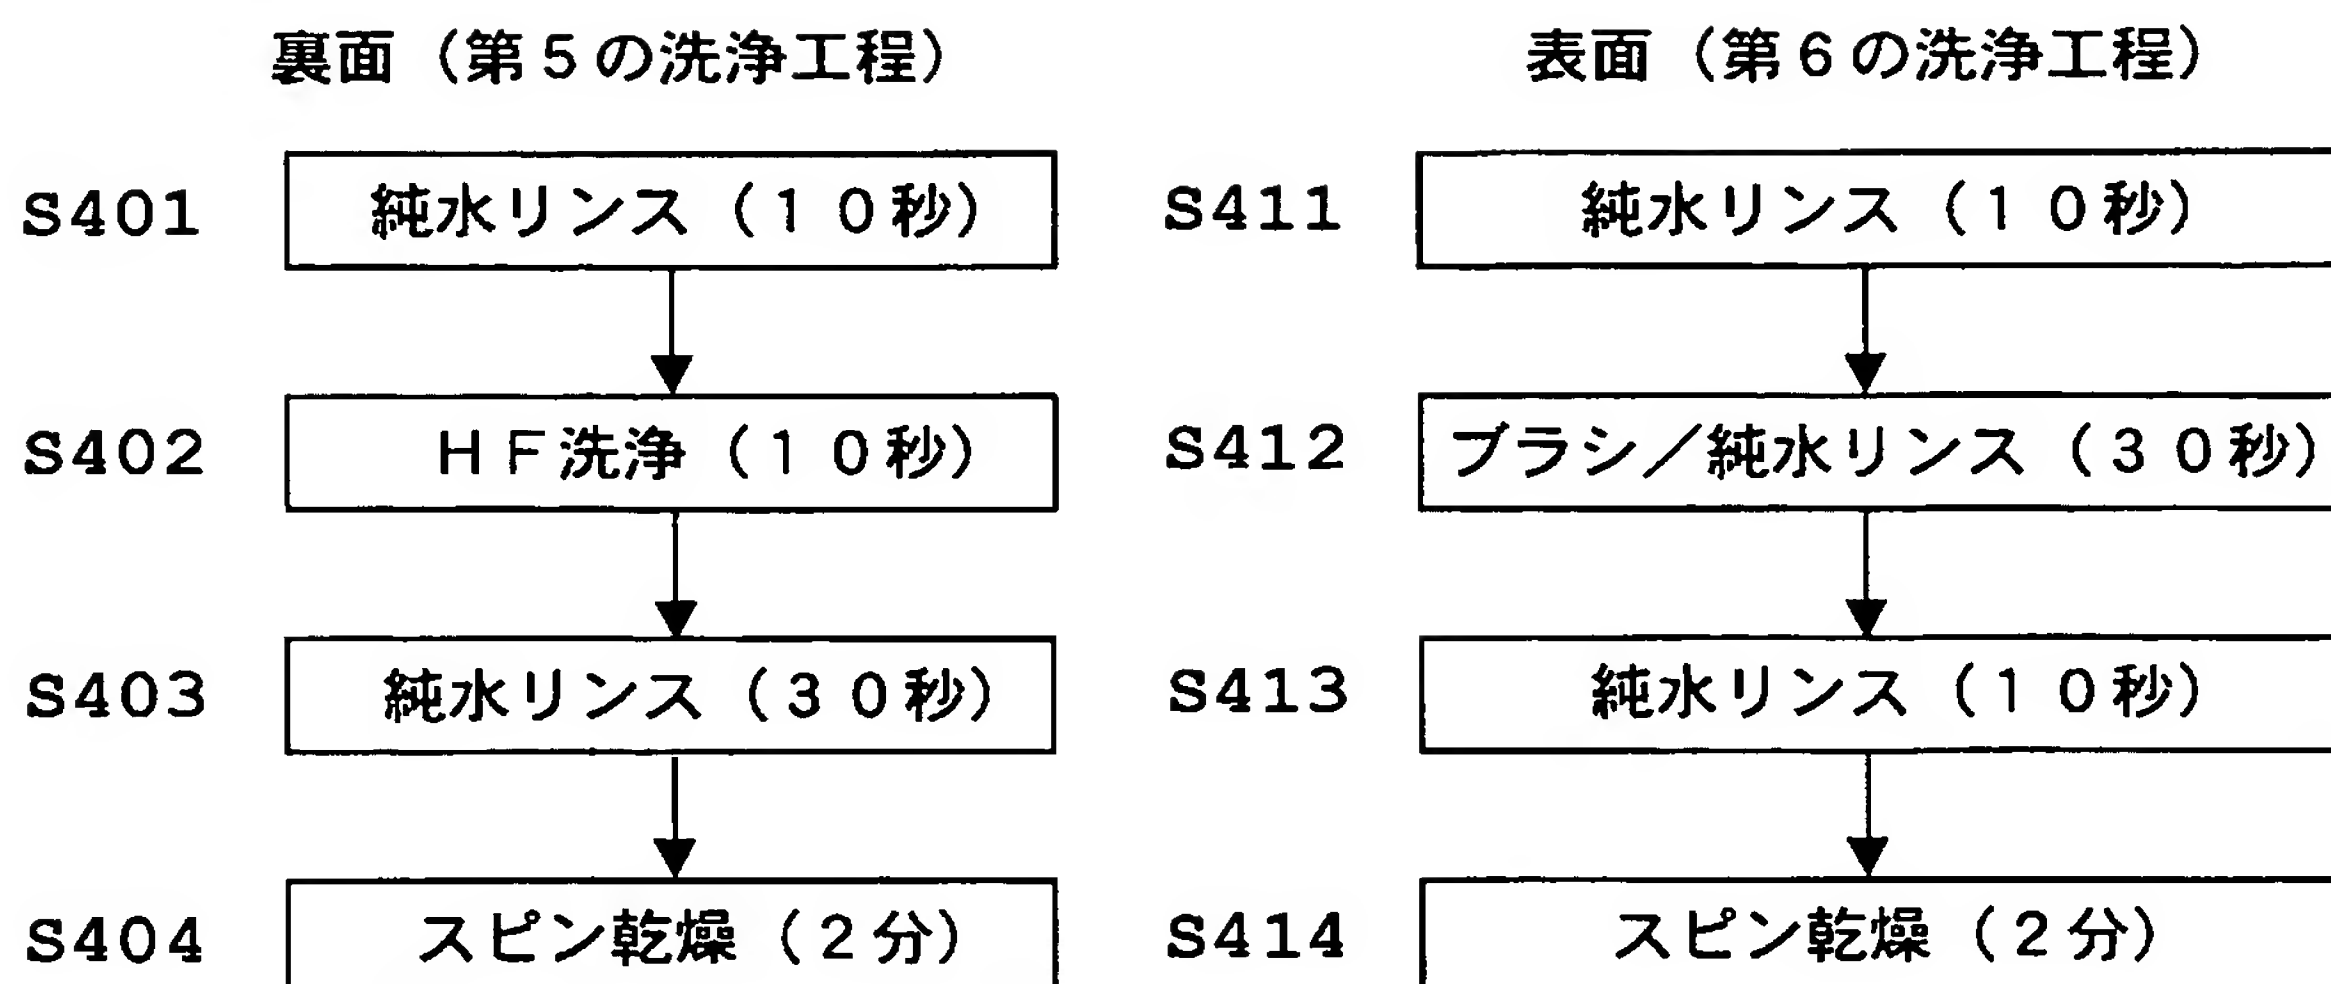 裏面（第５の洗浄工程）
S401 純水リンス（１０秒）
S402 ＨＦ洗浄（１０秒）
S403 純水リンス（３０秒）
S404 スピン乾燥（２分）
表面（第６の洗浄工程）
S411 純水リンス（１０秒）
S412 ブラシ／純水リンス（３０秒）
S413 純水リンス（１０秒）
S414 スピン乾燥（２分）